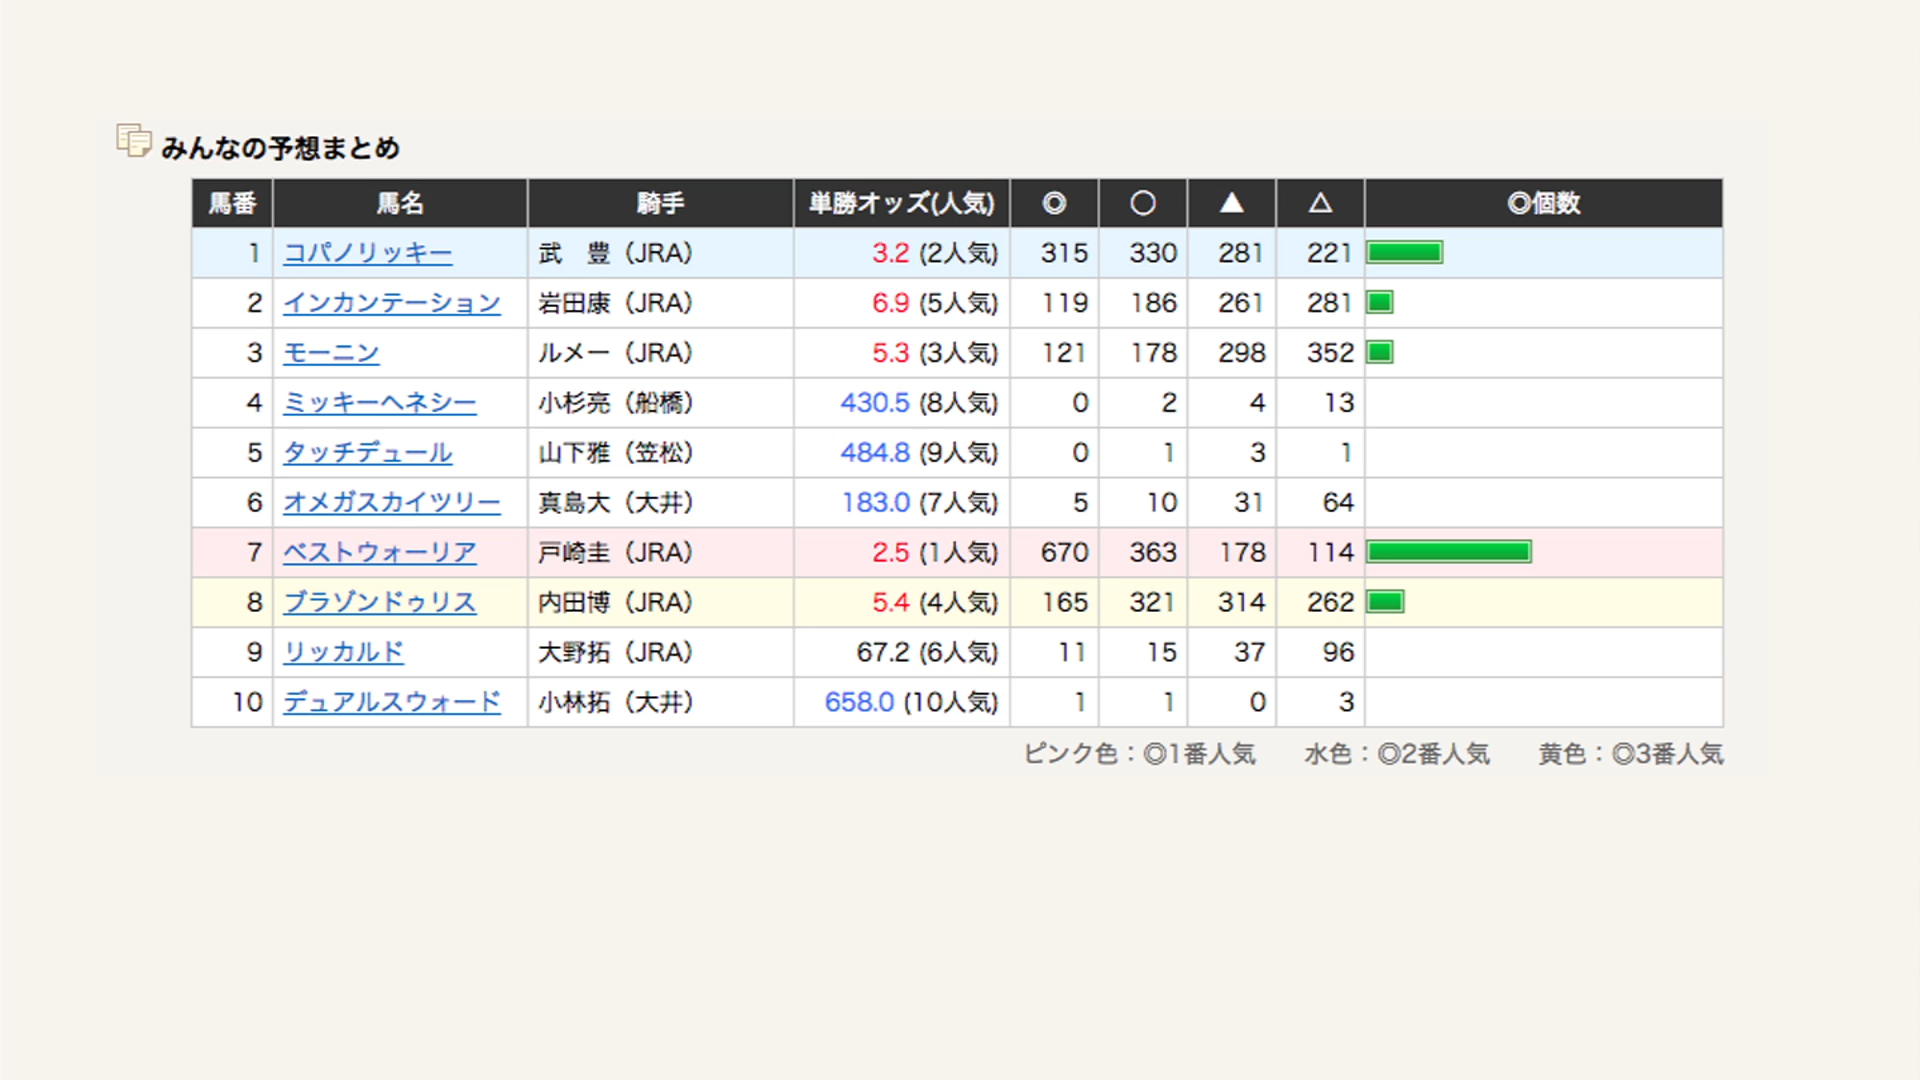 みんなの予想まとめ
馬番 馬名 騎手 単勝オッズ(人気) ◎ ○ ▲ △ ◎個数
1 コパノリッキー 武　豊（JRA） 3.2 (2人気) 315 330 281 221
2 インカンテーション 岩田康（JRA） 6.9 (5人気) 119 186 261 281
3 モーニン ルメー（JRA） 5.3 (3人気) 121 178 298 352
4 ミッキーヘネシー 小杉亮（船橋） 430.5 (8人気) 0 2 4 13
5 タッチデュール 山下雅（笠松） 484.8 (9人気) 0 1 3 1
6 オメガスカイツリー 真島大（大井） 183.0 (7人気) 5 10 31 64
7 ベストウォーリア 戸崎圭（JRA） 2.5 (1人気) 670 363 178 114
8 ブラゾンドゥリス 内田博（JRA） 5.4 (4人気) 165 321 314 262
9 リッカルド 大野拓（JRA） 67.2 (6人気) 11 15 37 96
10 デュアルスウォード 小林拓（大井） 658.0 (10人気) 1 1 0 3
ピンク色：◎1番人気　水色：◎2番人気　黄色：◎3番人気